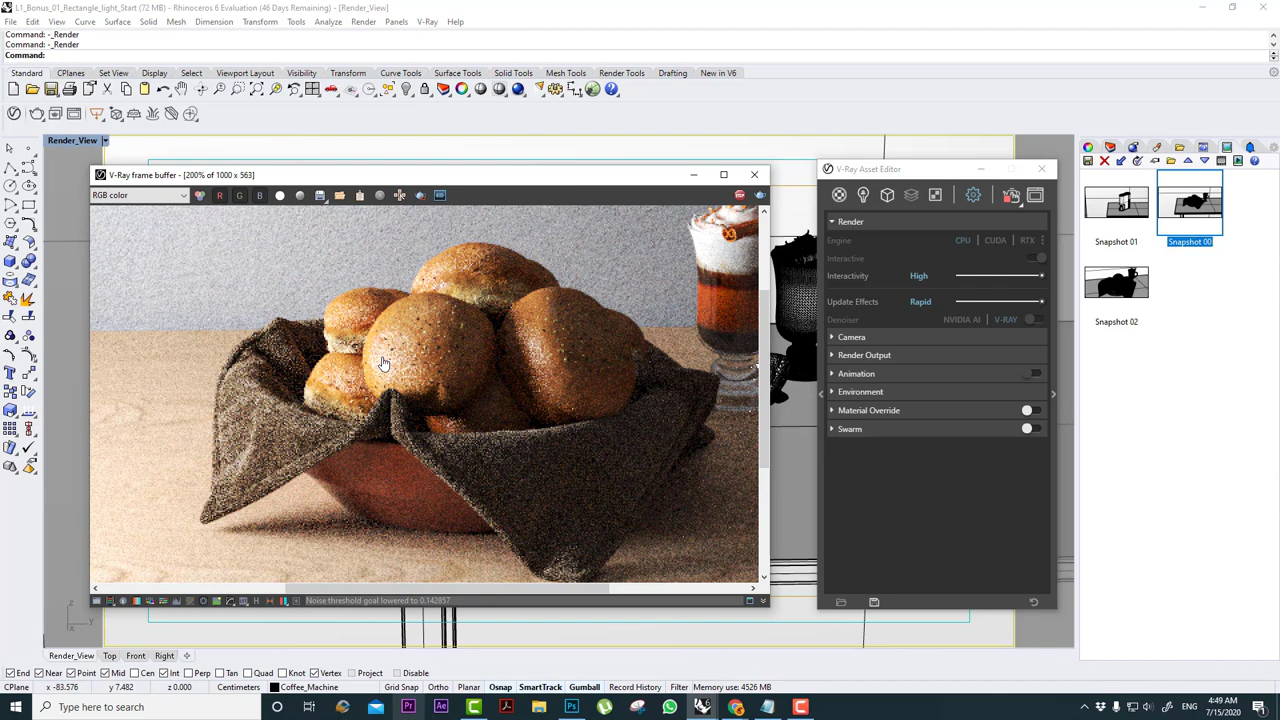 L1_Bonus_01_Rectangle_light_Start (72 MB) - Rhinoceros 6 Evaluation (46 Days Remaining) - [Render_View]
File Edit View Curve Surface Solid Mesh Dimension Transform Tools Analyze Render Panels V-Ray Help
Command: -_Render
Command: -_Render
Command:
Standard CPlanes Set View Display Select Viewport Layout Visibility Transform Curve Tools Surface Tools Solid Tools Mesh Tools Render Tools Drafting New in V6
Render_View
V-Ray frame buffer - [200% of 1000 x 563]
RGB color R G B
V-Ray Asset Editor
Render
Engine CPU CUDA RTX
Interactive
Interactivity High
Update Effects Rapid
Denoiser NVIDIA AI V-RAY
Camera
Render Output
Animation
Environment
Material Override
Swarm
Snapshot 01 Snapshot 00
Snapshot 02
Noise threshold goal lowered to 0.142857
z
x y
Render_View Top Front Right
End Near Point Mid Cen Int Perp Tan Quad Knot Vertex Project Disable
CPlane x -83.576 y 7.482 z 0.000 Centimeters Coffee_Machine Grid Snap Ortho Planar Osnap SmartTrack Gumball Record History Filter Memory use: 4526 MB
Type here to search
ENG
4:49 AM
7/15/2020